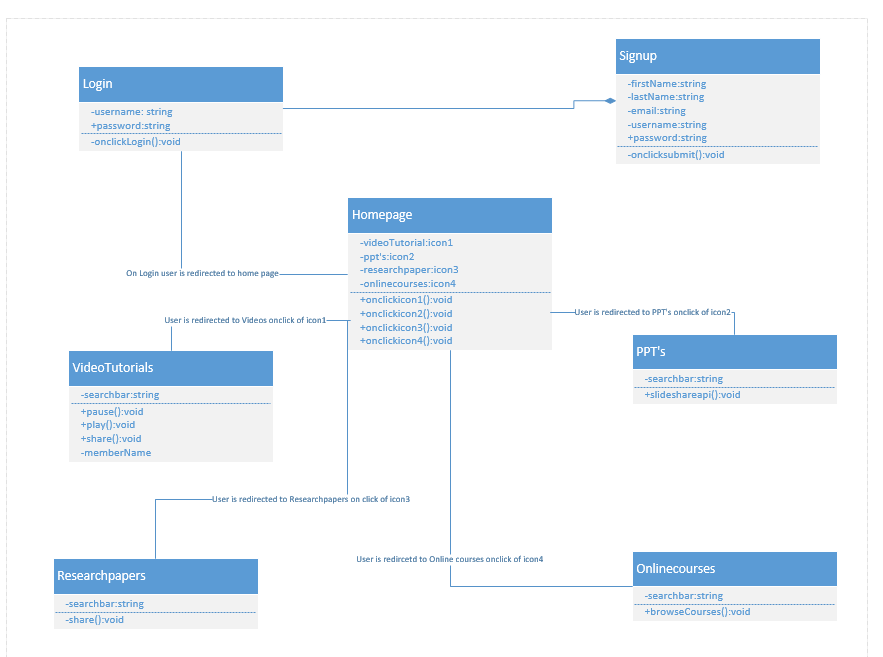 Signup
-firstName:string
-lastName:string
-email:string
-username:string
+password:string
-onclicksubmit():void
Login
-username: string
+password:string
-onclickLogin():void
Homepage
-videoTutorial:icon1
-ppt's:icon2
-researchpaper:icon3
-onlinecourses:icon4
+onclickicon1():void
+onclickicon2():void
+onclickicon3():void
+onclickicon4():void
On Login user is redirected to home page
User is redirected to Videos onclick of icon1
User is redirected to PPT's onclick of icon2
VideoTutorials
-searchbar:string
+pause():void
+play():void
+share():void
-memberName
PPT's
-searchbar:string
+slideshareapi():void
User is redirected to Researchpapers on click of icon3
User is redircetd to Online courses onclick of icon4
Researchpapers
-searchbar:string
-share():void
Onlinecourses
-searchbar:string
+browseCourses():void